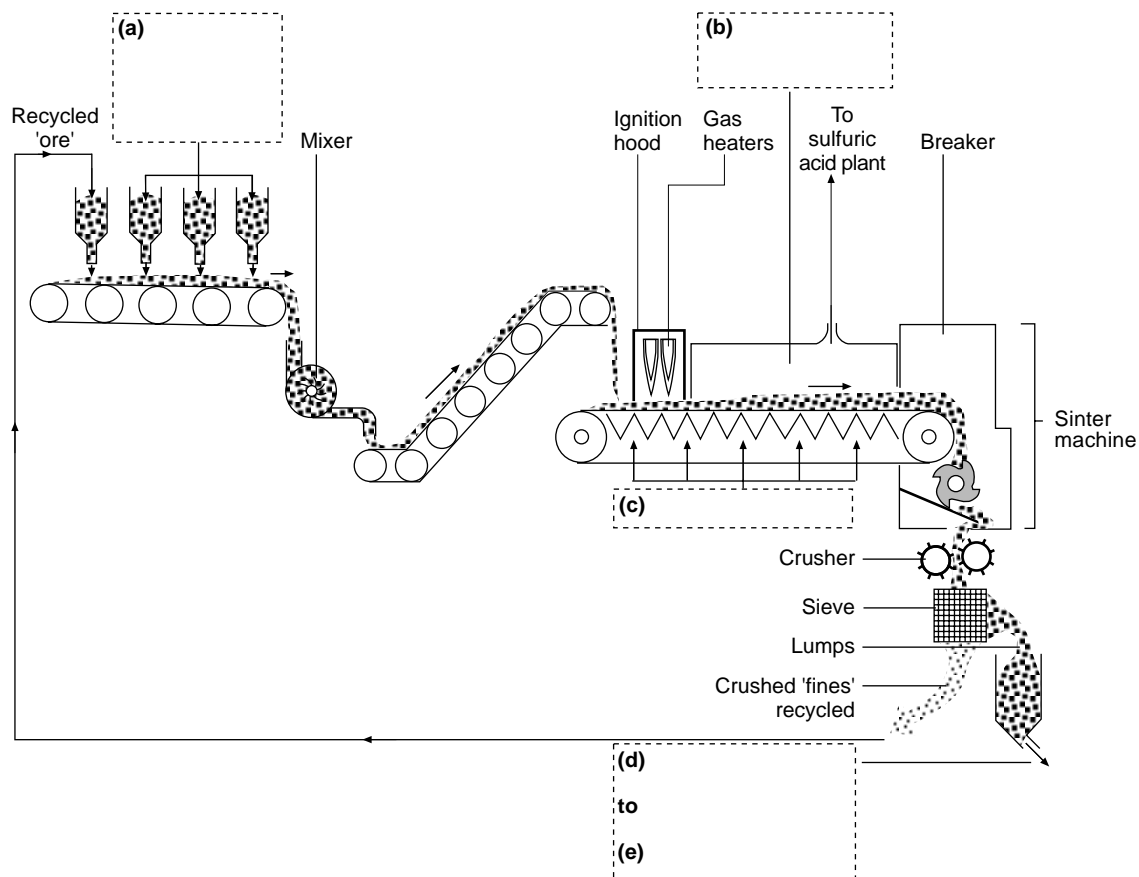 (a)
(b)
Recycled
'ore'
Mixer
Ignition
hood
Gas
heaters
To
sulfuric
acid plant
Breaker
Sinter
machine
(c)
Crusher
Sieve
Lumps
Crushed 'fines'
recycled
(d)
to
(e)